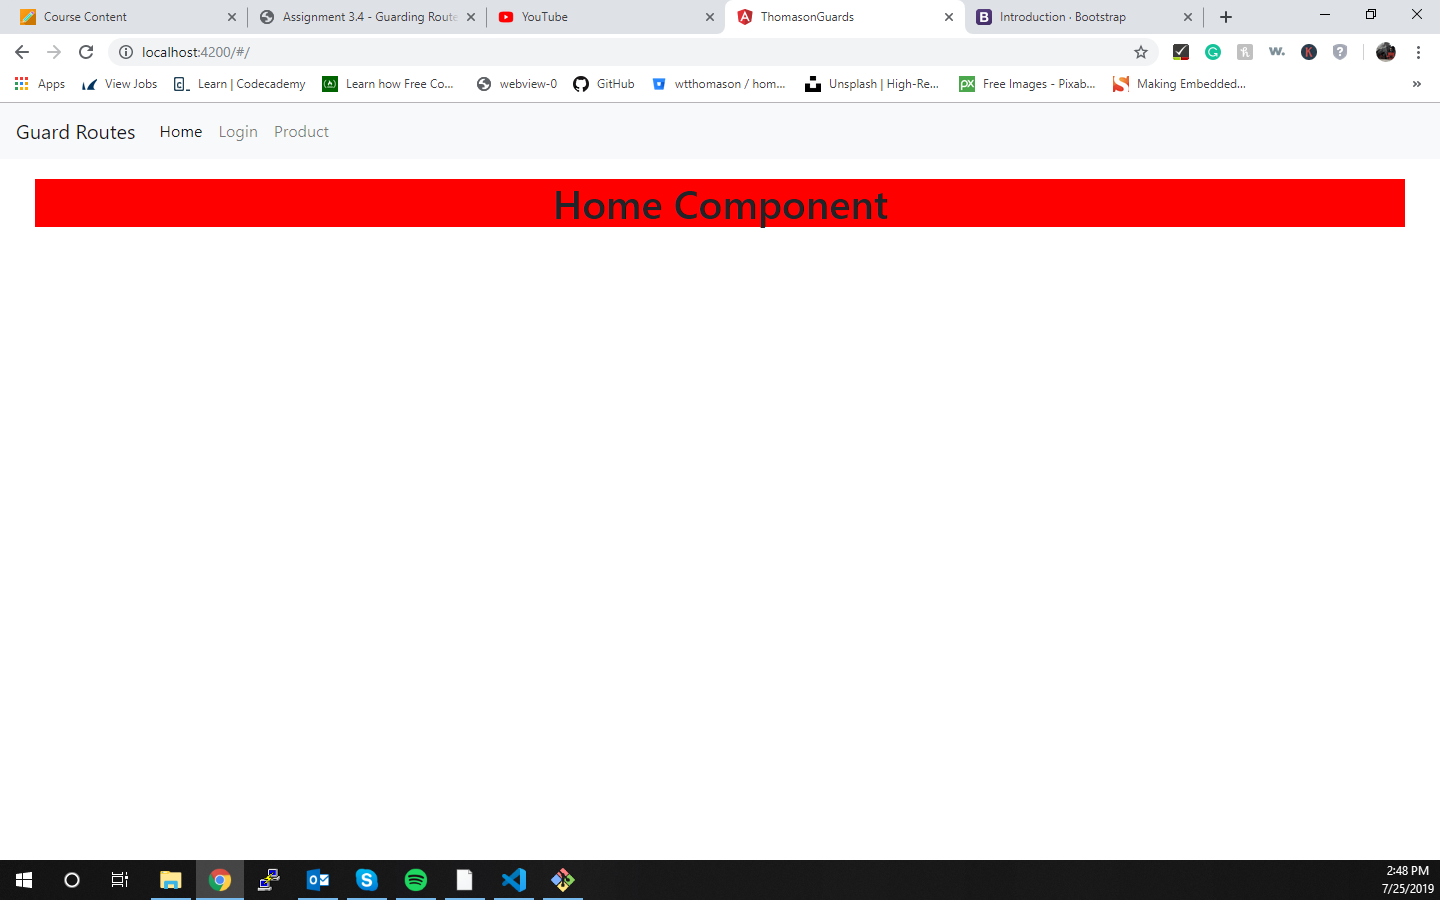 Course Content
Assignment 3.4 - Guarding Route
YouTube
ThomasonGuards
Introduction · Bootstrap
localhost:4200/#/
w.
K
Apps
View Jobs
Learn | Codecademy
Learn how Free Co...
webview-0
GitHub
wtthomason / hom...
Unsplash | High-Re...
Free Images - Pixab...
Making Embedded...
»
Guard Routes
Home
Login
Product
Home Component
2:48 PM
7/25/2019